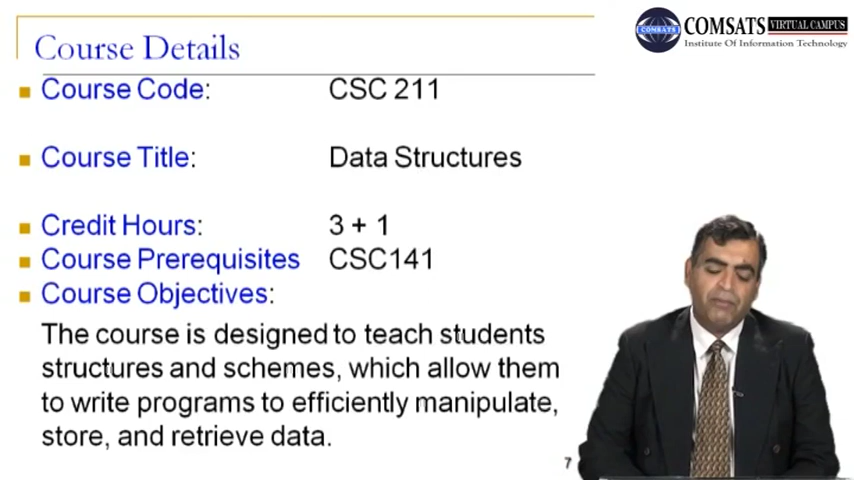 Course Details
COMSATS VIRTUAL CAMPUS
Institute Of Information Technology
COMSATS
Course Code: CSC 211
Course Title: Data Structures
Credit Hours: 3 + 1
Course Prerequisites CSC141
Course Objectives:
The course is designed to teach students
structures and schemes, which allow them
to write programs to efficiently manipulate,
store, and retrieve data.
7